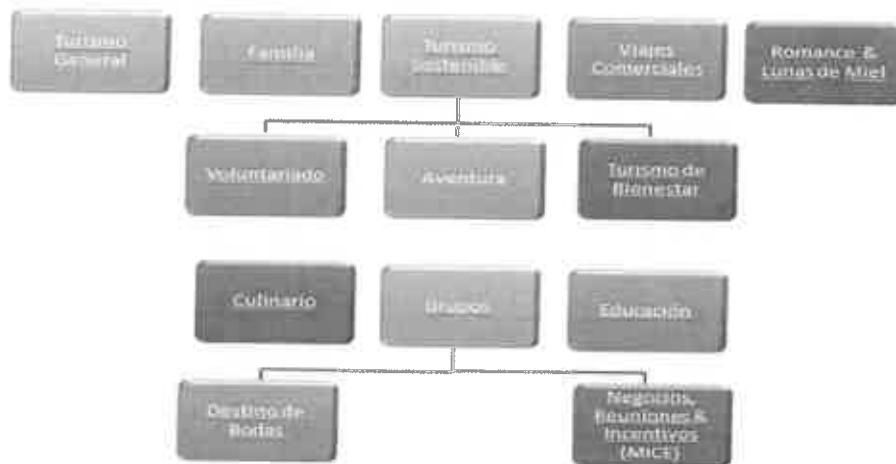 Turismo
General
Familia
Turismo
Sostenible
Viajes
Comerciales
Romance &
Lunas de Miel
Voluntariado
Aventura
Turismo de
Bienestar
Culinario
Grupos
Educación
Destino de
Bodas
Negocios,
Reuniones &
Incentivos
(MICE)